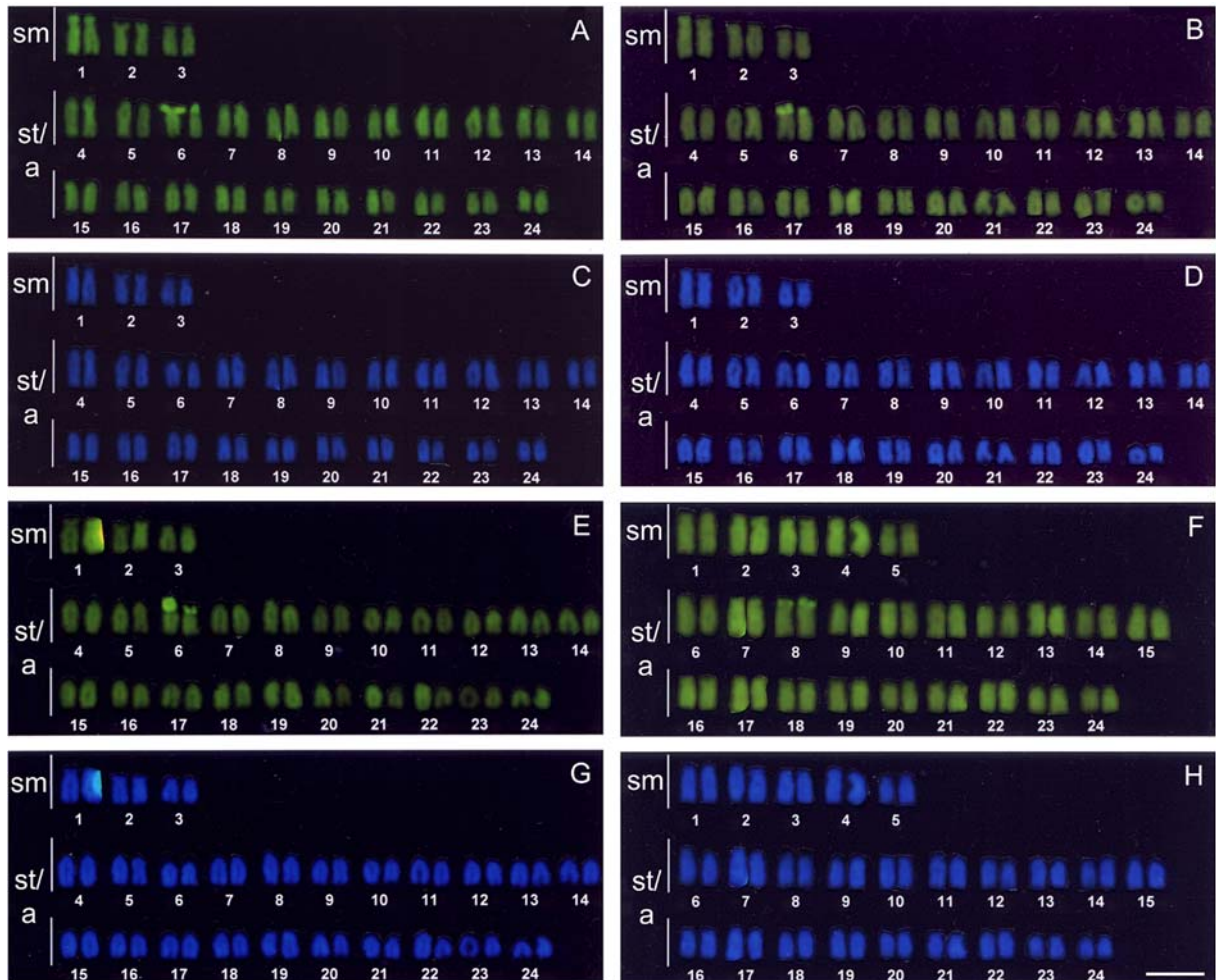 A
sm
1 2 3
st/
4 5 6 7 8 9 10 11 12 13 14
a
15 16 17 18 19 20 21 22 23 24
B
sm
1 2 3
st/
4 5 6 7 8 9 10 11 12 13 14
a
15 16 17 18 19 20 21 22 23 24
C
sm
1 2 3
st/
4 5 6 7 8 9 10 11 12 13 14
a
15 16 17 18 19 20 21 22 23 24
D
sm
1 2 3
st/
4 5 6 7 8 9 10 11 12 13 14
a
15 16 17 18 19 20 21 22 23 24
E
sm
1 2 3
st/
4 5 6 7 8 9 10 11 12 13 14
a
15 16 17 18 19 20 21 22 23 24
F
sm
1 2 3 4 5
st/
6 7 8 9 10 11 12 13 14 15
a
16 17 18 19 20 21 22 23 24
G
sm
1 2 3
st/
4 5 6 7 8 9 10 11 12 13 14
a
15 16 17 18 19 20 21 22 23 24
H
sm
1 2 3 4 5
st/
6 7 8 9 10 11 12 13 14 15
a
16 17 18 19 20 21 22 23 24